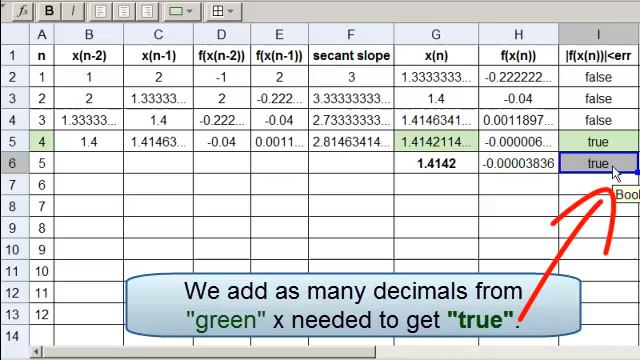 fx B
A B C D E F G H I
1 n x(n-2) x(n-1) f(x(n-2)) f(x(n-1)) secant slope x(n) f(x(n)) |f(x(n))|<err
2 1 1 2 -1 2 3 1.3333333... -0.222222... false
3 2 2 1.33333... 2 -0.222... 3.33333333... 1.4 -0.04 false
4 3 1.33333... 1.4 -0.222... -0.04 2.73333333... 1.4146341... 0.0011897... false
5 4 1.4 1.41463... -0.04 0.0011... 2.81463414... 1.4142114... -0.000006... true
6 5 1.4142 -0.00003836 true
7 6 Bool
8 7
9 8
10 9
11 10
12 11
13 12
14
We add as many decimals from
"green" x needed to get "true".